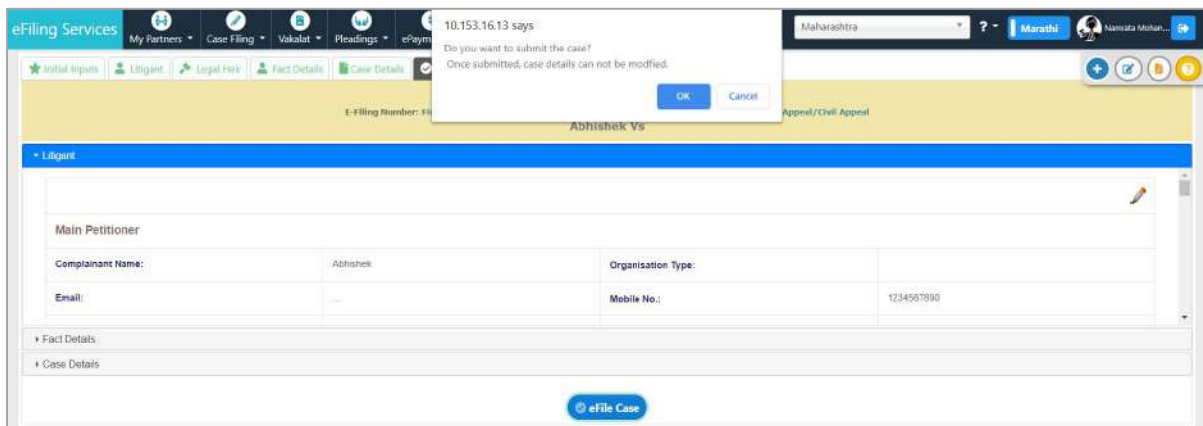 eFiling Services
My Partners
Case Filing
Vakalat
Pleadings
ePaym
10.153.16.13 says
Do you want to submit the case?
Once submitted, case details can not be modfied.
OK
Cancel
Maharashtra
?
Marathi
Namrata Mohan...
Initial Inputs
Litigant
Legal Heir
Fact Details
Case Details
E-Filing Number:
Appeal/Civil Appeal
Abhishek Vs
Litigant
Main Petitioner
Complainant Name:
Abhishek
Organisation Type:
Email:
...
Mobile No.:
1234567890
Fact Details
Case Details
eFile Case